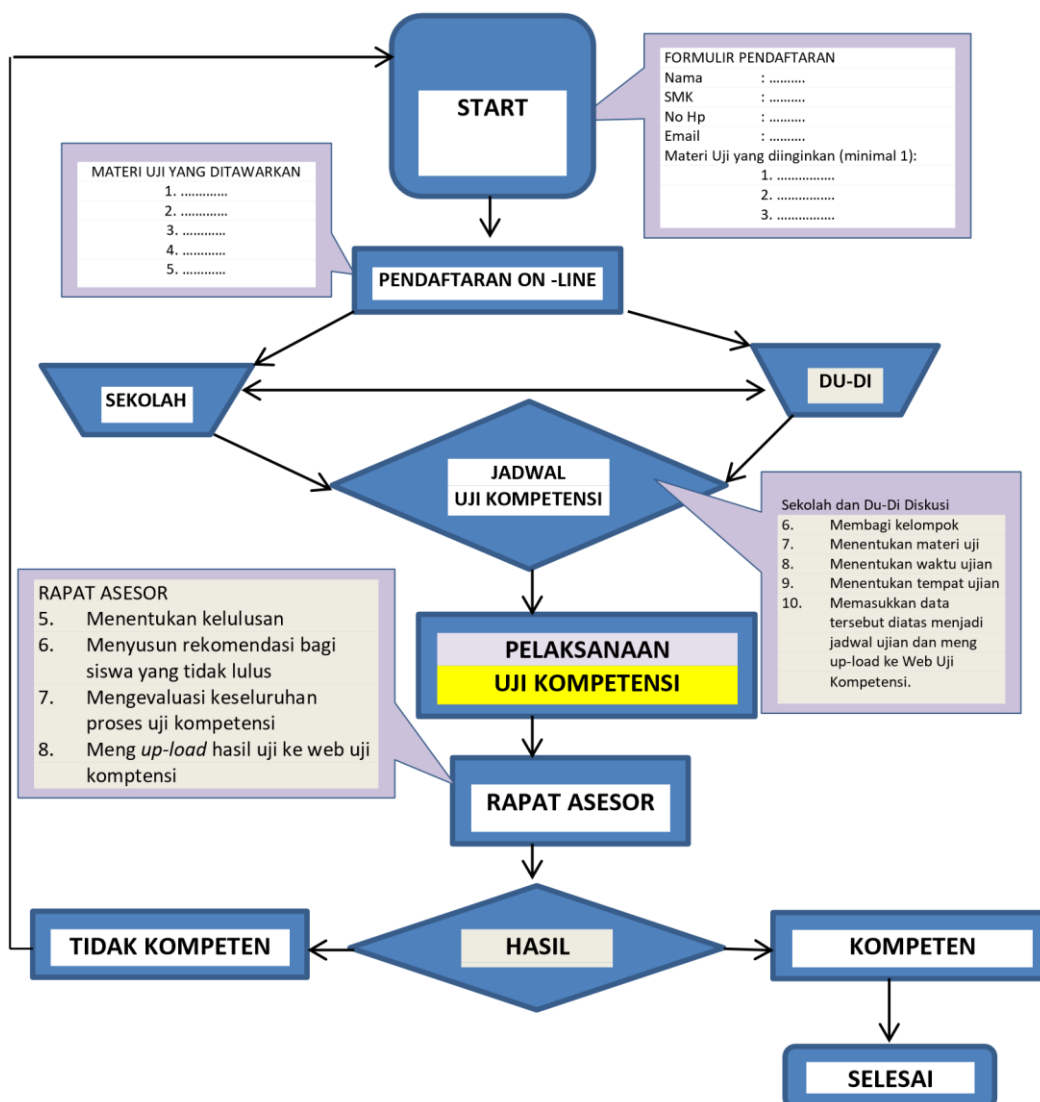 START
FORMULIR PENDAFTARAN
Nama : ..........
SMK : ..........
No Hp : ..........
Email : ..........
Materi Uji yang diinginkan (minimal 1):
1. ................
2. ................
3. ................
MATERI UJI YANG DITAWARKAN
1. .............
2. .............
3. ............
4. ............
5. ............
PENDAFTARAN ON -LINE
SEKOLAH
DU-DI
JADWAL
UJI KOMPETENSI
Sekolah dan Du-Di Diskusi
6. Membagi kelompok
7. Menentukan materi uji
8. Menentukan waktu ujian
9. Menentukan tempat ujian
10. Memasukkan data
tersebut diatas menjadi
jadwal ujian dan meng
up-load ke Web Uji
Kompetensi.
RAPAT ASESOR
5. Menentukan kelulusan
6. Menyusun rekomendasi bagi
siswa yang tidak lulus
7. Mengevaluasi keseluruhan
proses uji kompetensi
8. Meng up-load hasil uji ke web uji
komptensi
PELAKSANAAN
UJI KOMPETENSI
RAPAT ASESOR
TIDAK KOMPETEN
HASIL
KOMPETEN
SELESAI